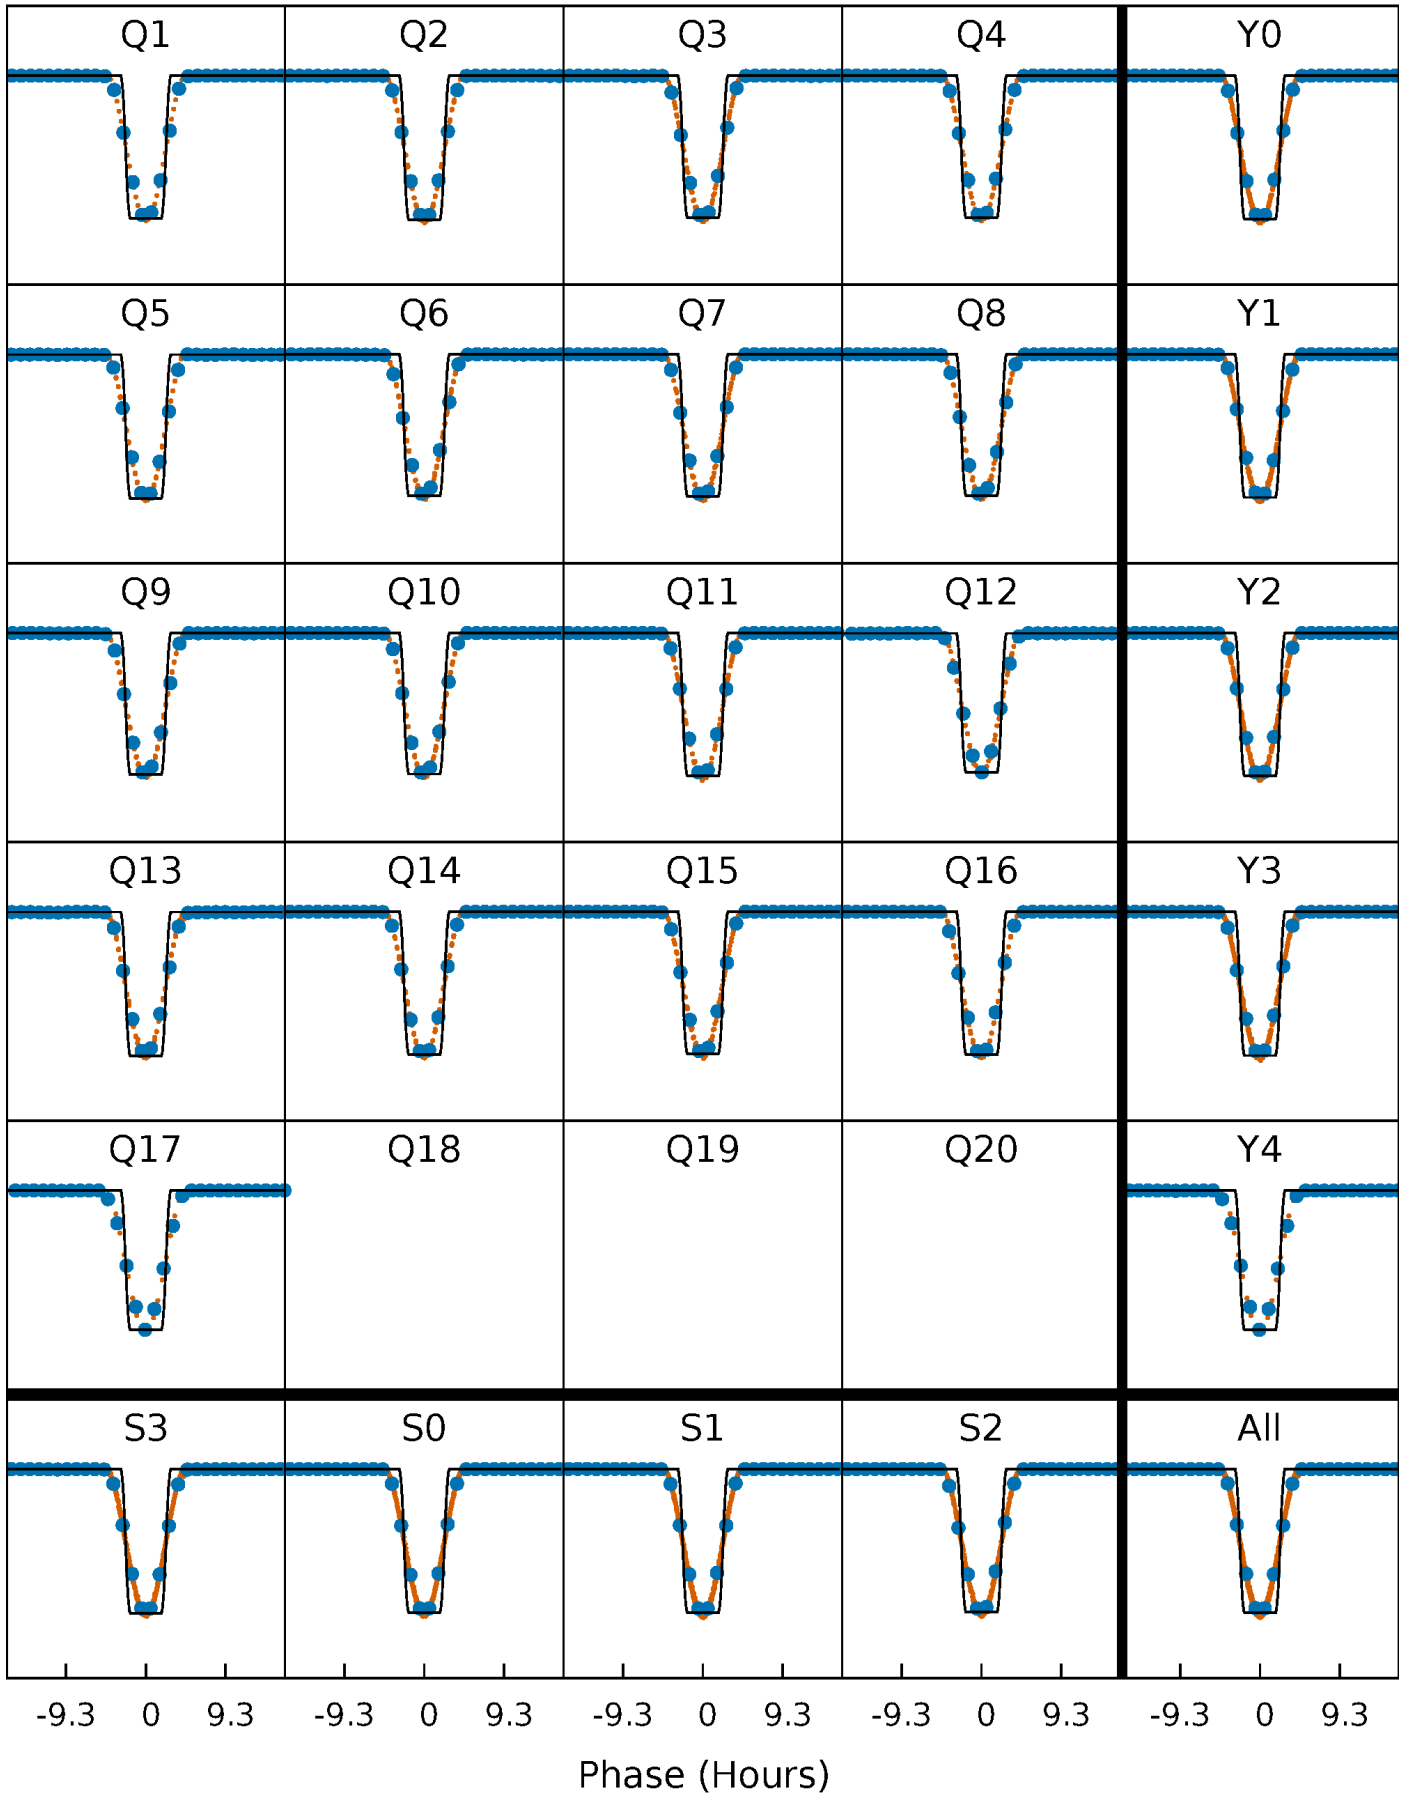 Q1 Q2 Q3 Q4 Y0
Q5 Q6 Q7 Q8 Y1
Q9 Q10 Q11 Q12 Y2
Q13 Q14 Q15 Q16 Y3
Q17 Q18 Q19 Q20 Y4
S3 S0 S1 S2 All
-9.3 0 9.3 -9.3 0 9.3 -9.3 0 9.3 -9.3 0 9.3 -9.3 0 9.3
Phase (Hours)